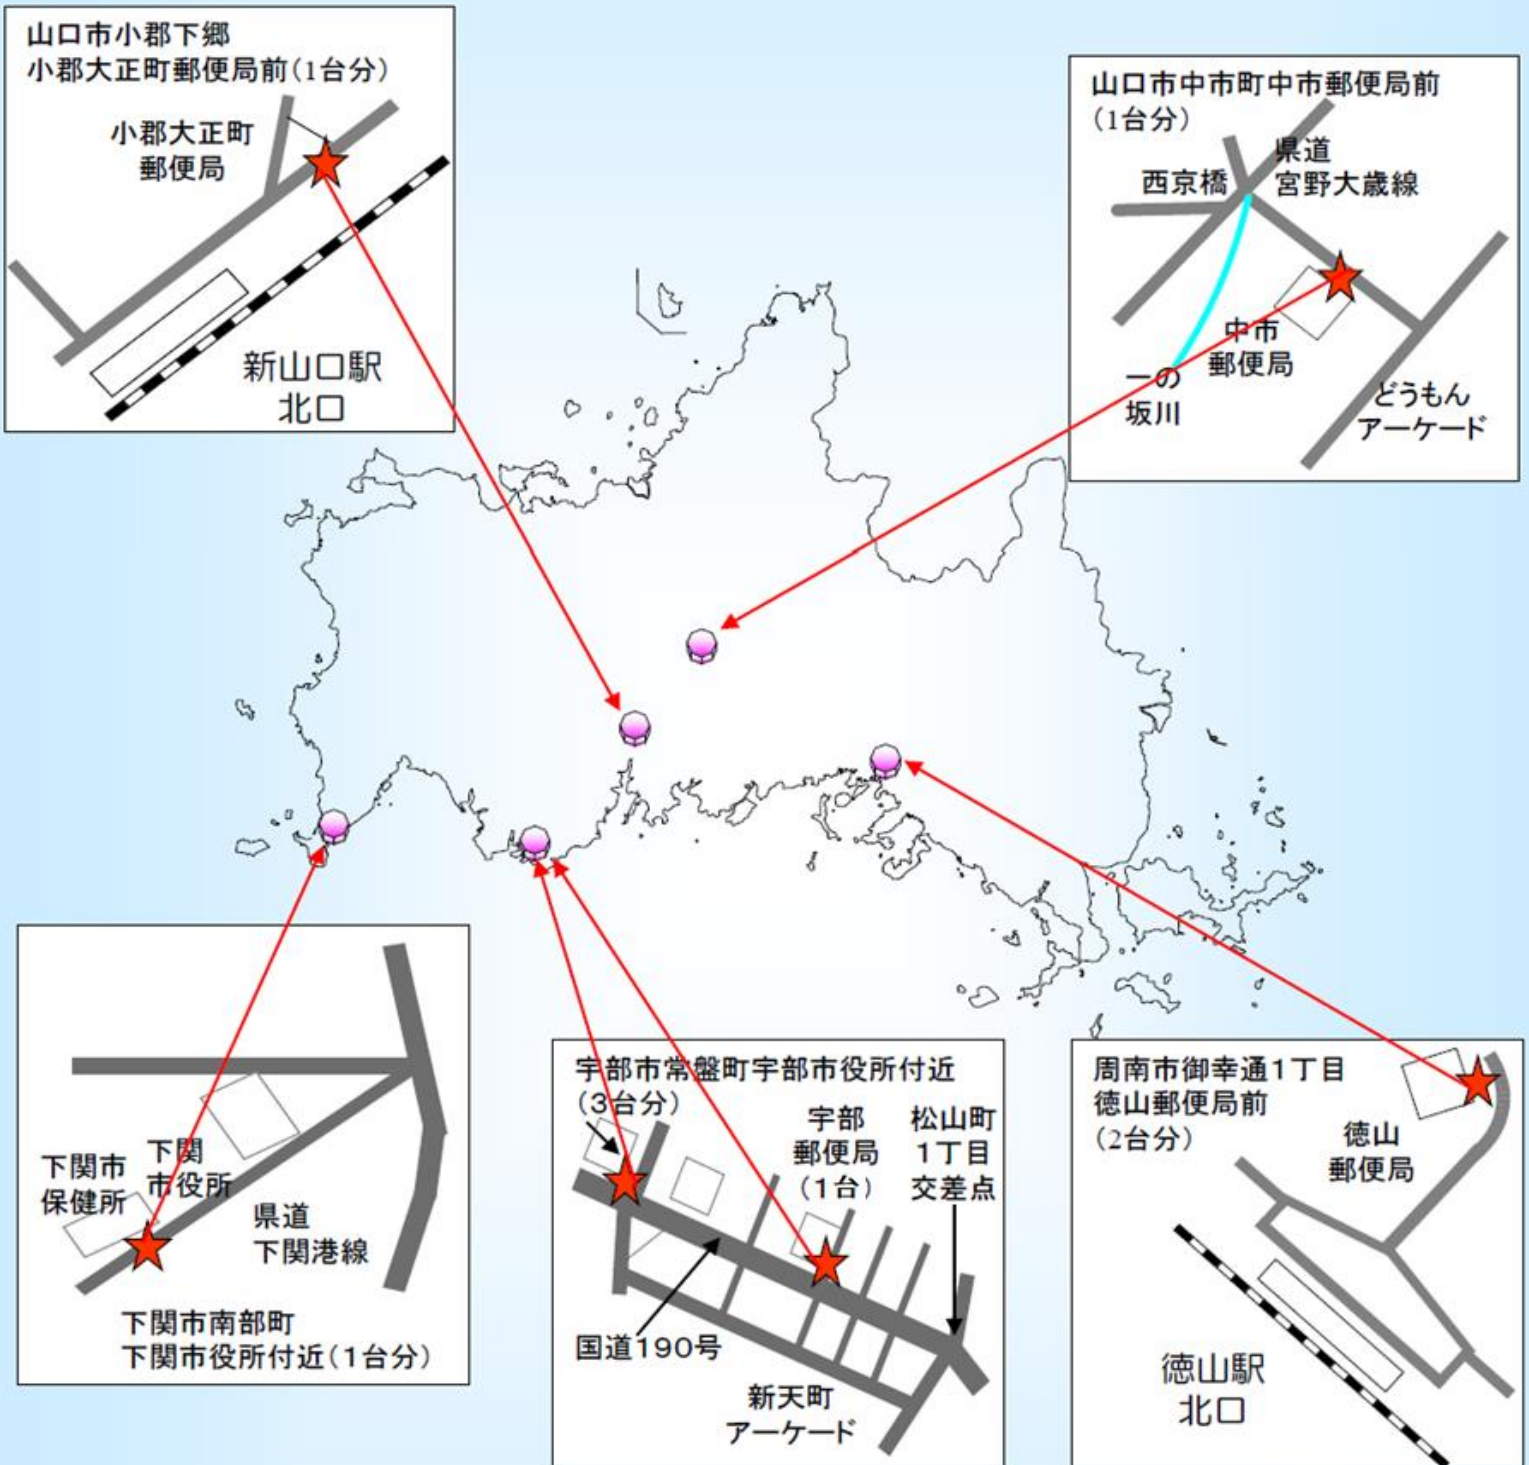 山口市小郡下郷
小郡大正町郵便局前(1台分)
小郡大正町
郵便局
新山口駅
北口
山口市中市町中市郵便局前
(1台分)
県道
宮野大歳線
西京橋
中市
郵便局
一の
坂川
どうもん
アーケード
下関市
保健所
下関
市役所
県道
下関港線
下関市南部町
下関市役所付近(1台分)
宇部市常盤町宇部市役所付近
(3台分)
宇部
郵便局
(1台)
松山町
1丁目
交差点
国道190号
新天町
アーケード
周南市御幸通1丁目
徳山郵便局前
(2台分)
徳山
郵便局
徳山駅
北口